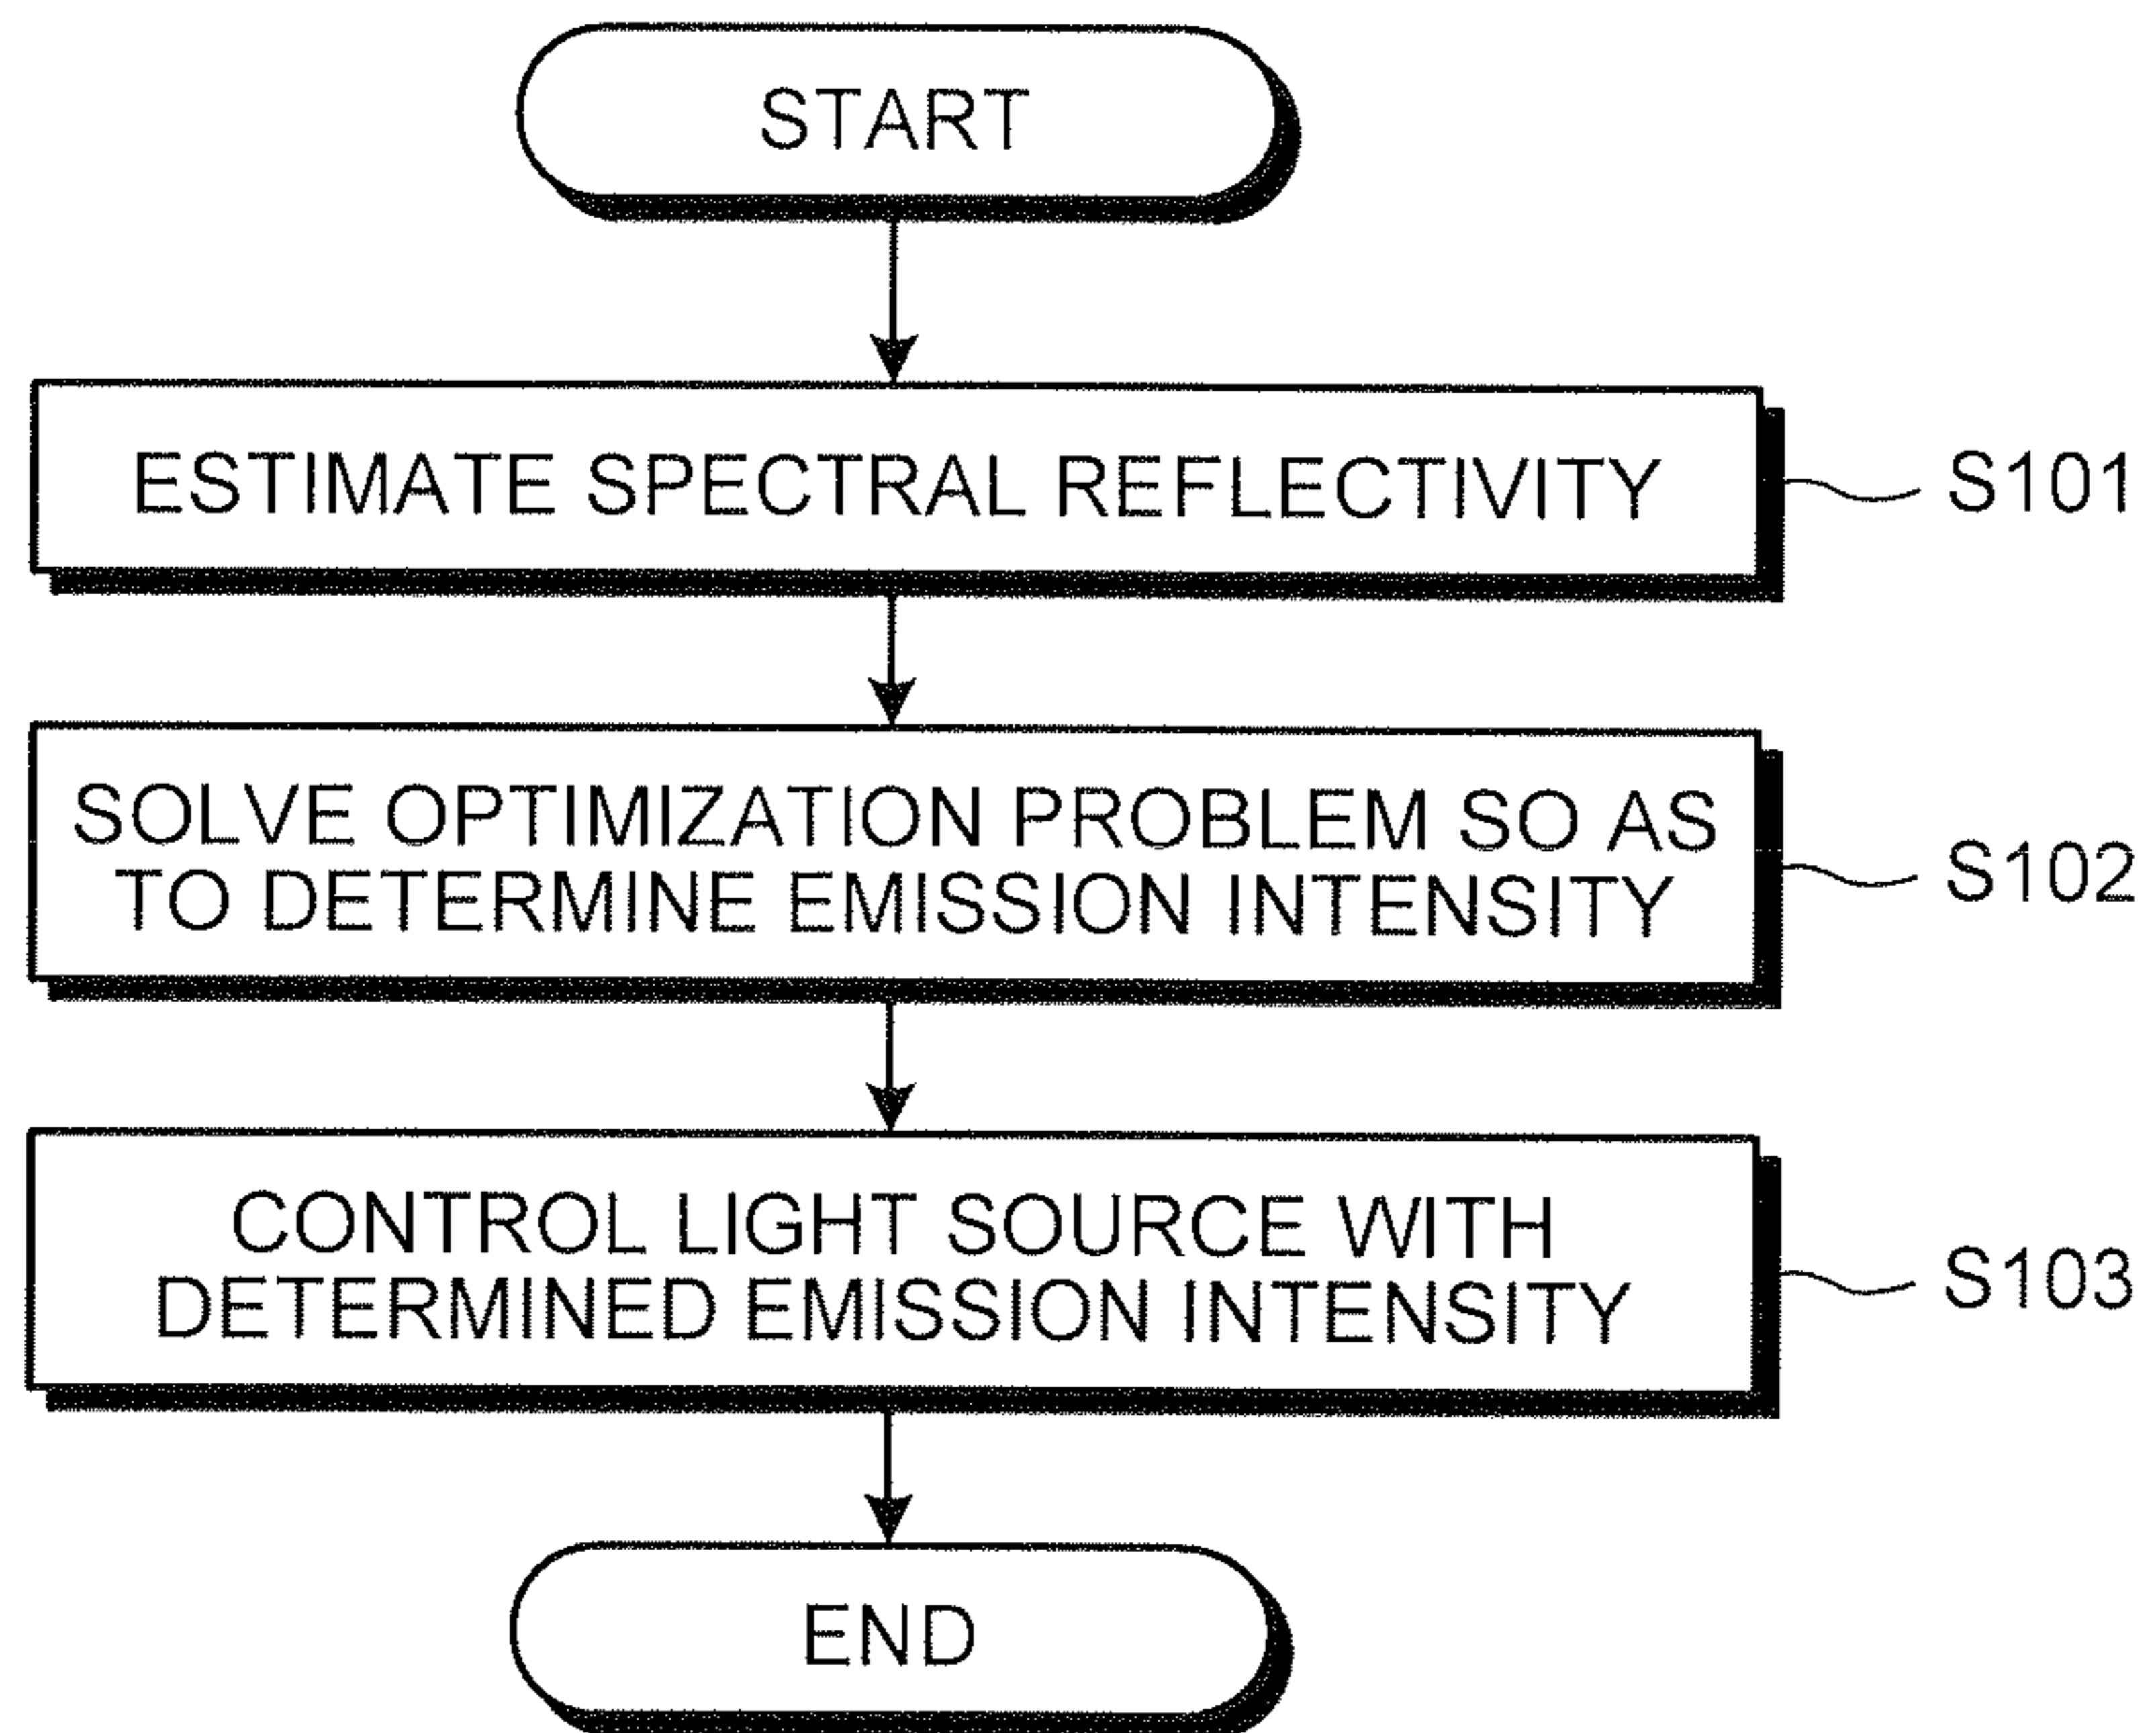 START
ESTIMATE SPECTRAL REFLECTIVITY
S101
SOLVE OPTIMIZATION PROBLEM SO AS
TO DETERMINE EMISSION INTENSITY
S102
CONTROL LIGHT SOURCE WITH
DETERMINED EMISSION INTENSITY
S103
END